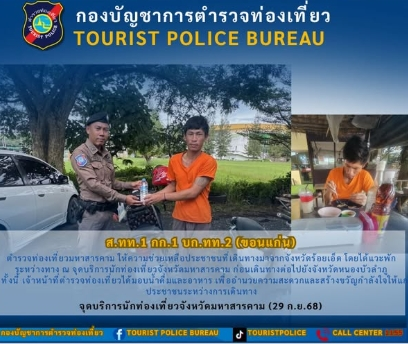 กองบัญชาการตำรวจท่องเที่ยว
TOURIST POLICE BUREAU
ส.ทท.1 กก.1 บก.ทท.2 (ขอนแก่น)
ตำรวจท่องเที่ยวมหาสารคาม ให้ความช่วยเหลือประชาชนที่เดินทางมาจากจังหวัดร้อยเอ็ด โดยได้แวะพัก
ระหว่างทาง ณ จุดบริการนักท่องเที่ยวจังหวัดมหาสารคาม ก่อนเดินทางต่อไปยังจังหวัดหนองบัวลำภู
ทั้งนี้ เจ้าหน้าที่ตำรวจท่องเที่ยวได้มอบน้ำดื่มและอาหาร เพื่ออำนวยความสะดวกและสร้างขวัญกำลังใจให้แก่
ประชาชนระหว่างการเดินทาง
จุดบริการนักท่องเที่ยวจังหวัดมหาสารคาม (29 ก.ย.68)
กองบัญชาการตำรวจท่องเที่ยว TOURIST POLICE BUREAU TOURISTPOLICE CALL CENTER 1155